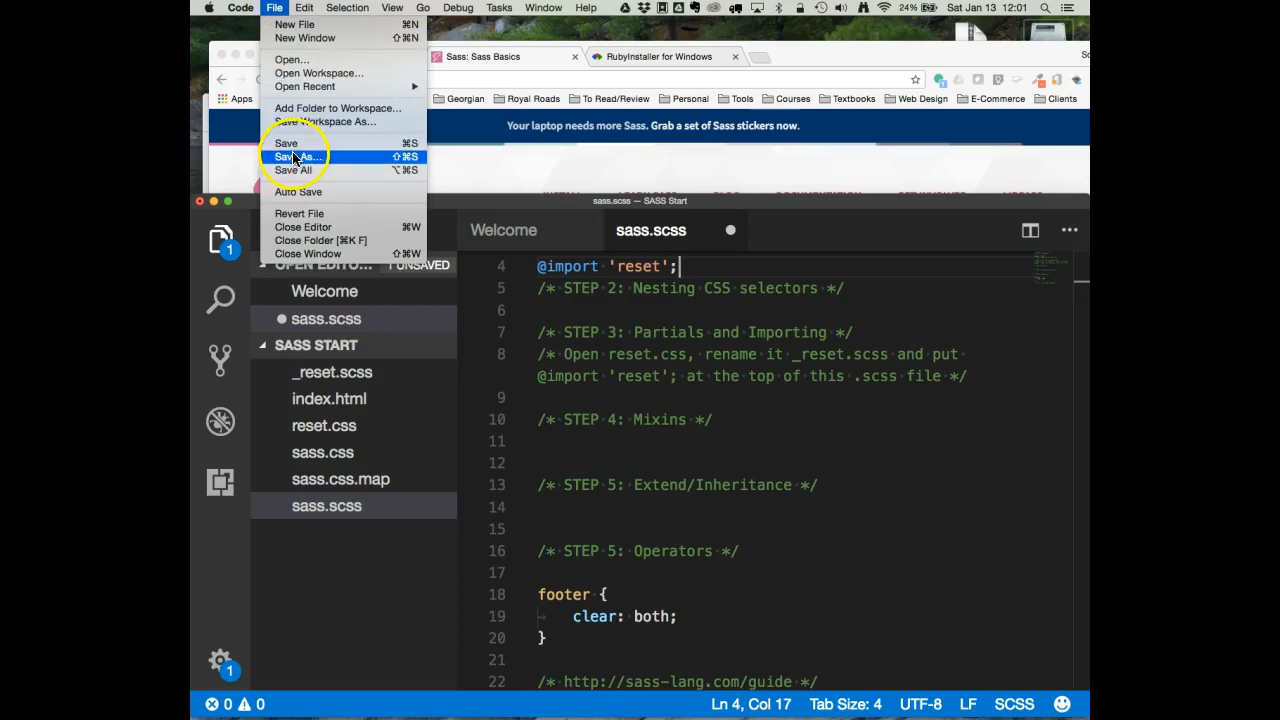 Code File Edit Selection View Go Debug Tasks Window Help 24% Sat Jan 13 12:01
New File ⌘N
New Window ⇧⌘N
Open...
Open Workspace...
Open Recent
Add Folder to Workspace...
Save Workspace As...
Save ⌘S
Save As... ⇧⌘S
Save All ⌥⌘S
Auto Save
Revert File
Close Editor ⌘W
Close Folder [⌘K F]
Close Window ⇧⌘W
Sass: Sass Basics × RubyInstaller for Windows ×
Apps Georgian Royal Roads To Read/Review Personal Tools Courses Textbooks Web Design E-Commerce Clients
Your laptop needs more Sass. Grab a set of Sass stickers now.
sass.scss — SASS Start
Welcome sass.scss
1
OPEN EDITO... 1 UNSAVED
Welcome
sass.scss
SASS START
_reset.scss
index.html
reset.css
sass.css
sass.css.map
sass.scss
4 @import 'reset';
5 /* STEP 2: Nesting CSS selectors */
6
7 /* STEP 3: Partials and Importing */
8 /* Open reset.css, rename it _reset.scss and put
@import 'reset'; at the top of this .scss file */
9
10 /* STEP 4: Mixins */
11
12
13 /* STEP 5: Extend/Inheritance */
14
15
16 /* STEP 5: Operators */
17
18 footer {
19 clear: both;
20 }
21
22 /* http://sass-lang.com/guide */
1
0 0 Ln 4, Col 17 Tab Size: 4 UTF-8 LF SCSS